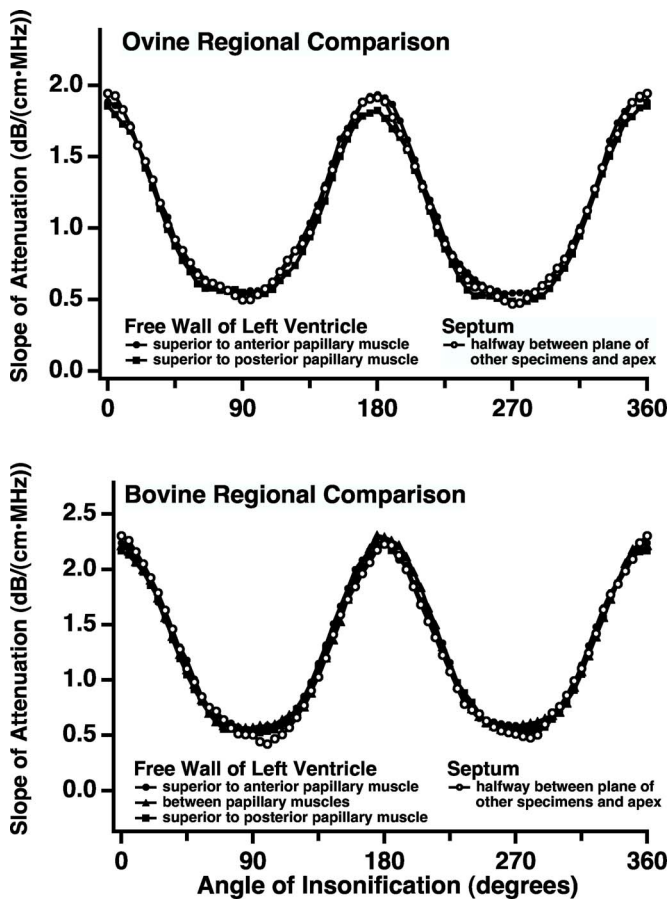 Ovine Regional Comparison
Slope of Attenuation (dB/(cm·MHz))
2.0
1.5
1.0
0.5
0.0
Free Wall of Left Ventricle
superior to anterior papillary muscle
superior to posterior papillary muscle
Septum
halfway between plane of
other specimens and apex
0 90 180 270 360
Bovine Regional Comparison
Slope of Attenuation (dB/(cm·MHz))
2.5
2.0
1.5
1.0
0.5
0.0
Free Wall of Left Ventricle
superior to anterior papillary muscle
between papillary muscles
superior to posterior papillary muscle
Septum
halfway between plane of
other specimens and apex
0 90 180 270 360
Angle of Insonification (degrees)